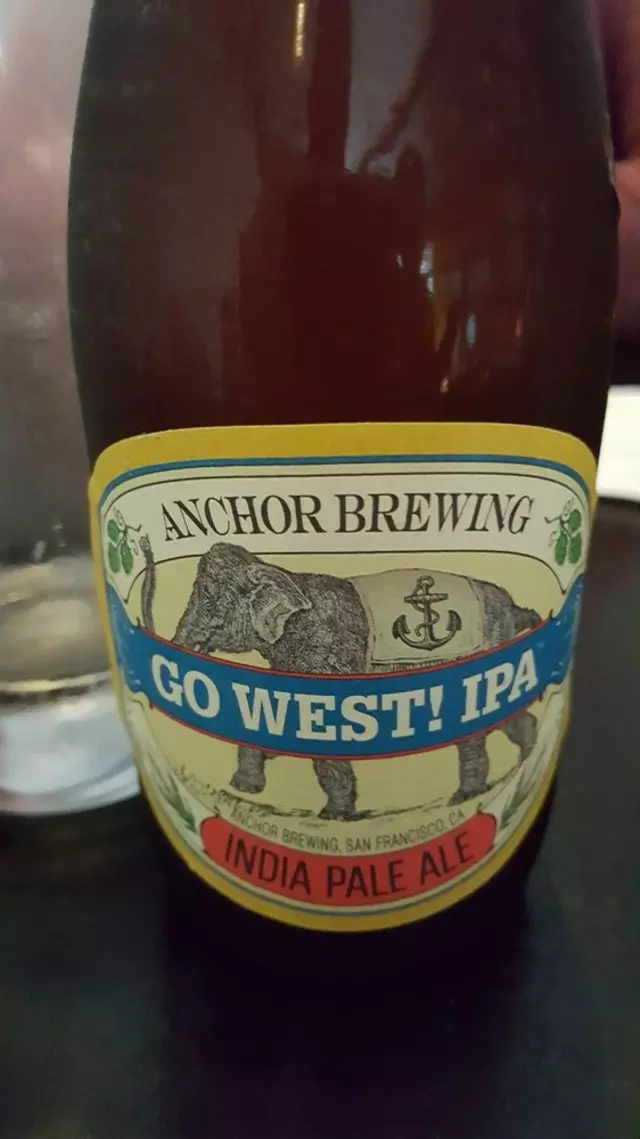 ANCHOR BREWING
GO WEST! IPA
ANCHOR BREWING, SAN FRANCISCO, CA
INDIA PALE ALE